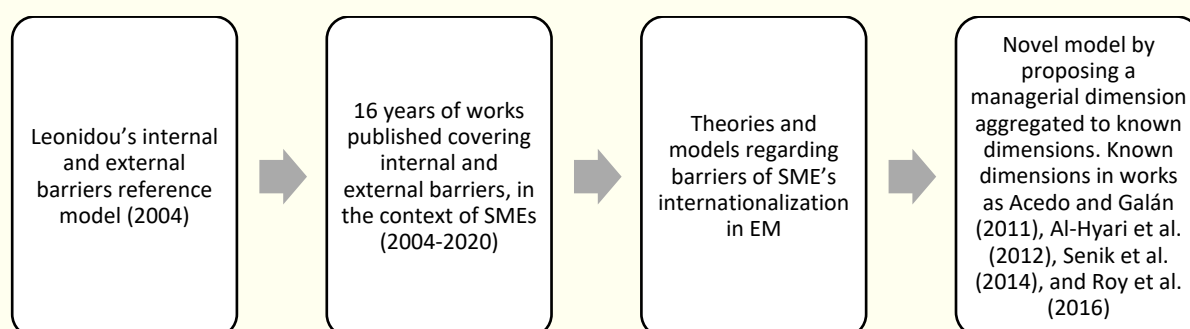 Leonidou’s internal
and external
barriers reference
model (2004)
16 years of works
published covering
internal and
external barriers, in
the context of SMEs
(2004-2020)
Theories and
models regarding
barriers of SME’s
internationalization
in EM
Novel model by
proposing a
managerial dimension
aggregated to known
dimensions. Known
dimensions in works
as Acedo and Galán
(2011), Al-Hyari et al.
(2012), Senik et al.
(2014), and Roy et al.
(2016)